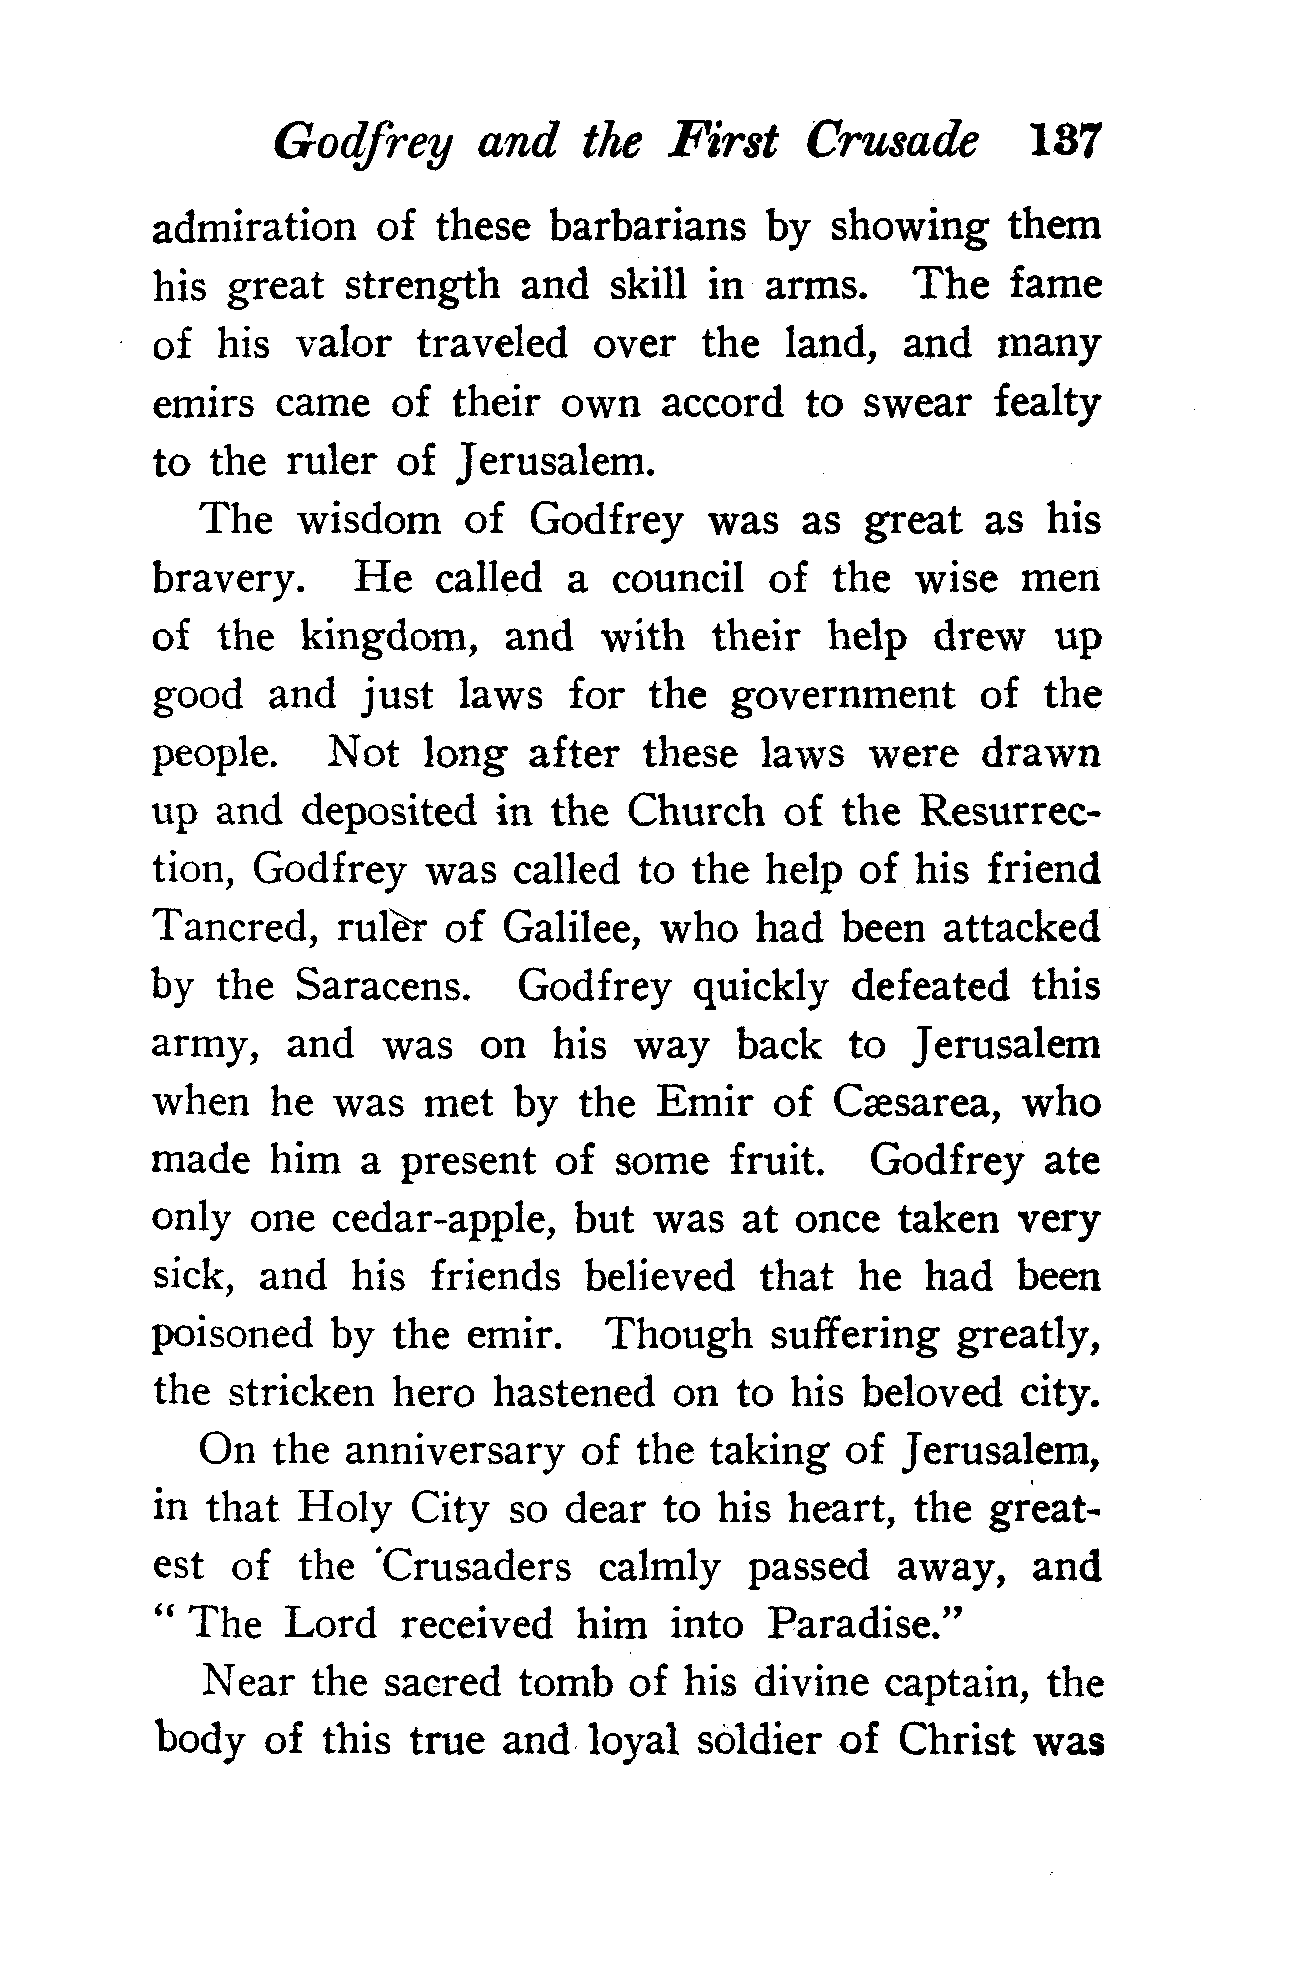 Godfrey and the First Crusade 187
admiration of these barbarians by showing them
his great strength and skill in arms. The fame
of his valor traveled over the land, and many
emirs came of their own accord to swear fealty
to the ruler of Jerusalem.
The wisdom of Godfrey was as great as his
bravery. He called a council of the wise men
of the kingdom, and with their help drew up
good and just laws for the government of the
people. Not long after these laws were drawn
up and deposited in the Church of the Resurrec-
tion, Godfrey was called to the help of his friend
Tancred, ruler of Galilee, who had been attacked
by the Saracens. Godfrey quickly defeated this
army, and was on his way back to Jerusalem
when he was met by the Emir of Cæsarea, who
made him a present of some fruit. Godfrey ate
only one cedar-apple, but was at once taken very
sick, and his friends believed that he had been
poisoned by the emir. Though suffering greatly,
the stricken hero hastened on to his beloved city.
On the anniversary of the taking of Jerusalem,
in that Holy City so dear to his heart, the great-
est of the Crusaders calmly passed away, and
“ The Lord received him into Paradise.”
Near the sacred tomb of his divine captain, the
body of this true and loyal soldier of Christ was